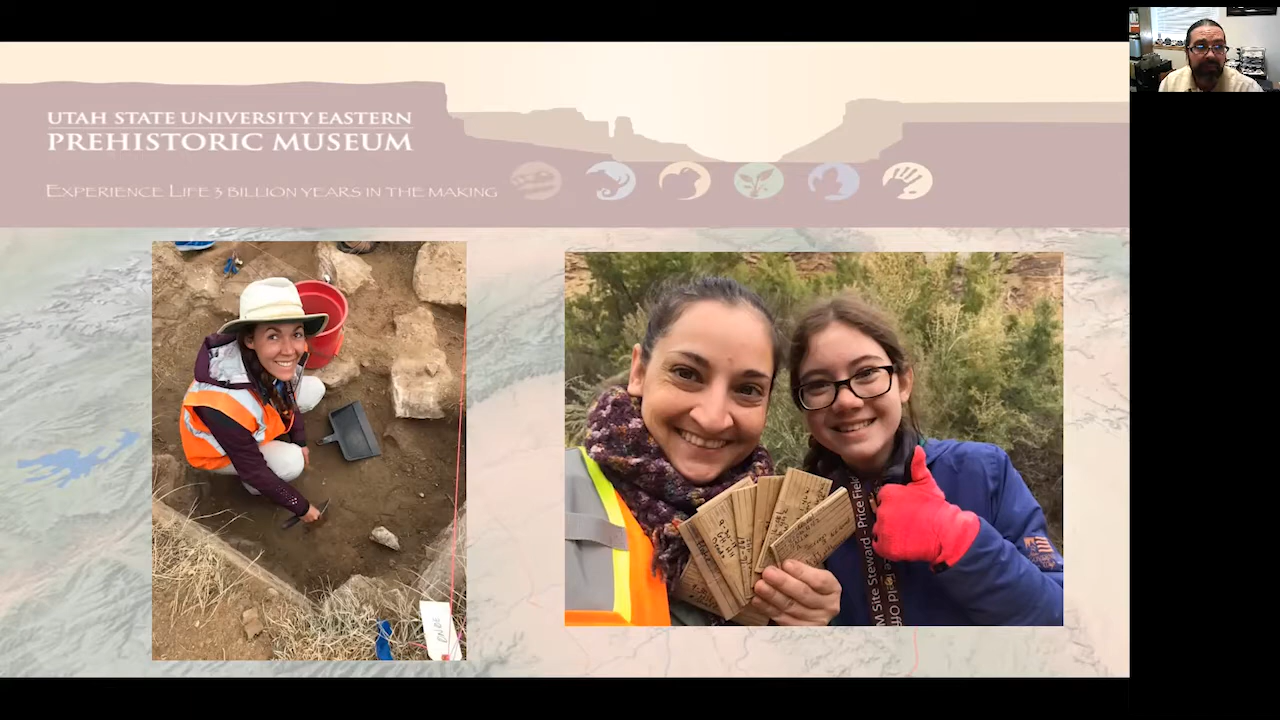 UTAH STATE UNIVERSITY EASTERN
PREHISTORIC MUSEUM
EXPERIENCE LIFE 3 BILLION YEARS IN THE MAKING
M Site Steward - Price Field